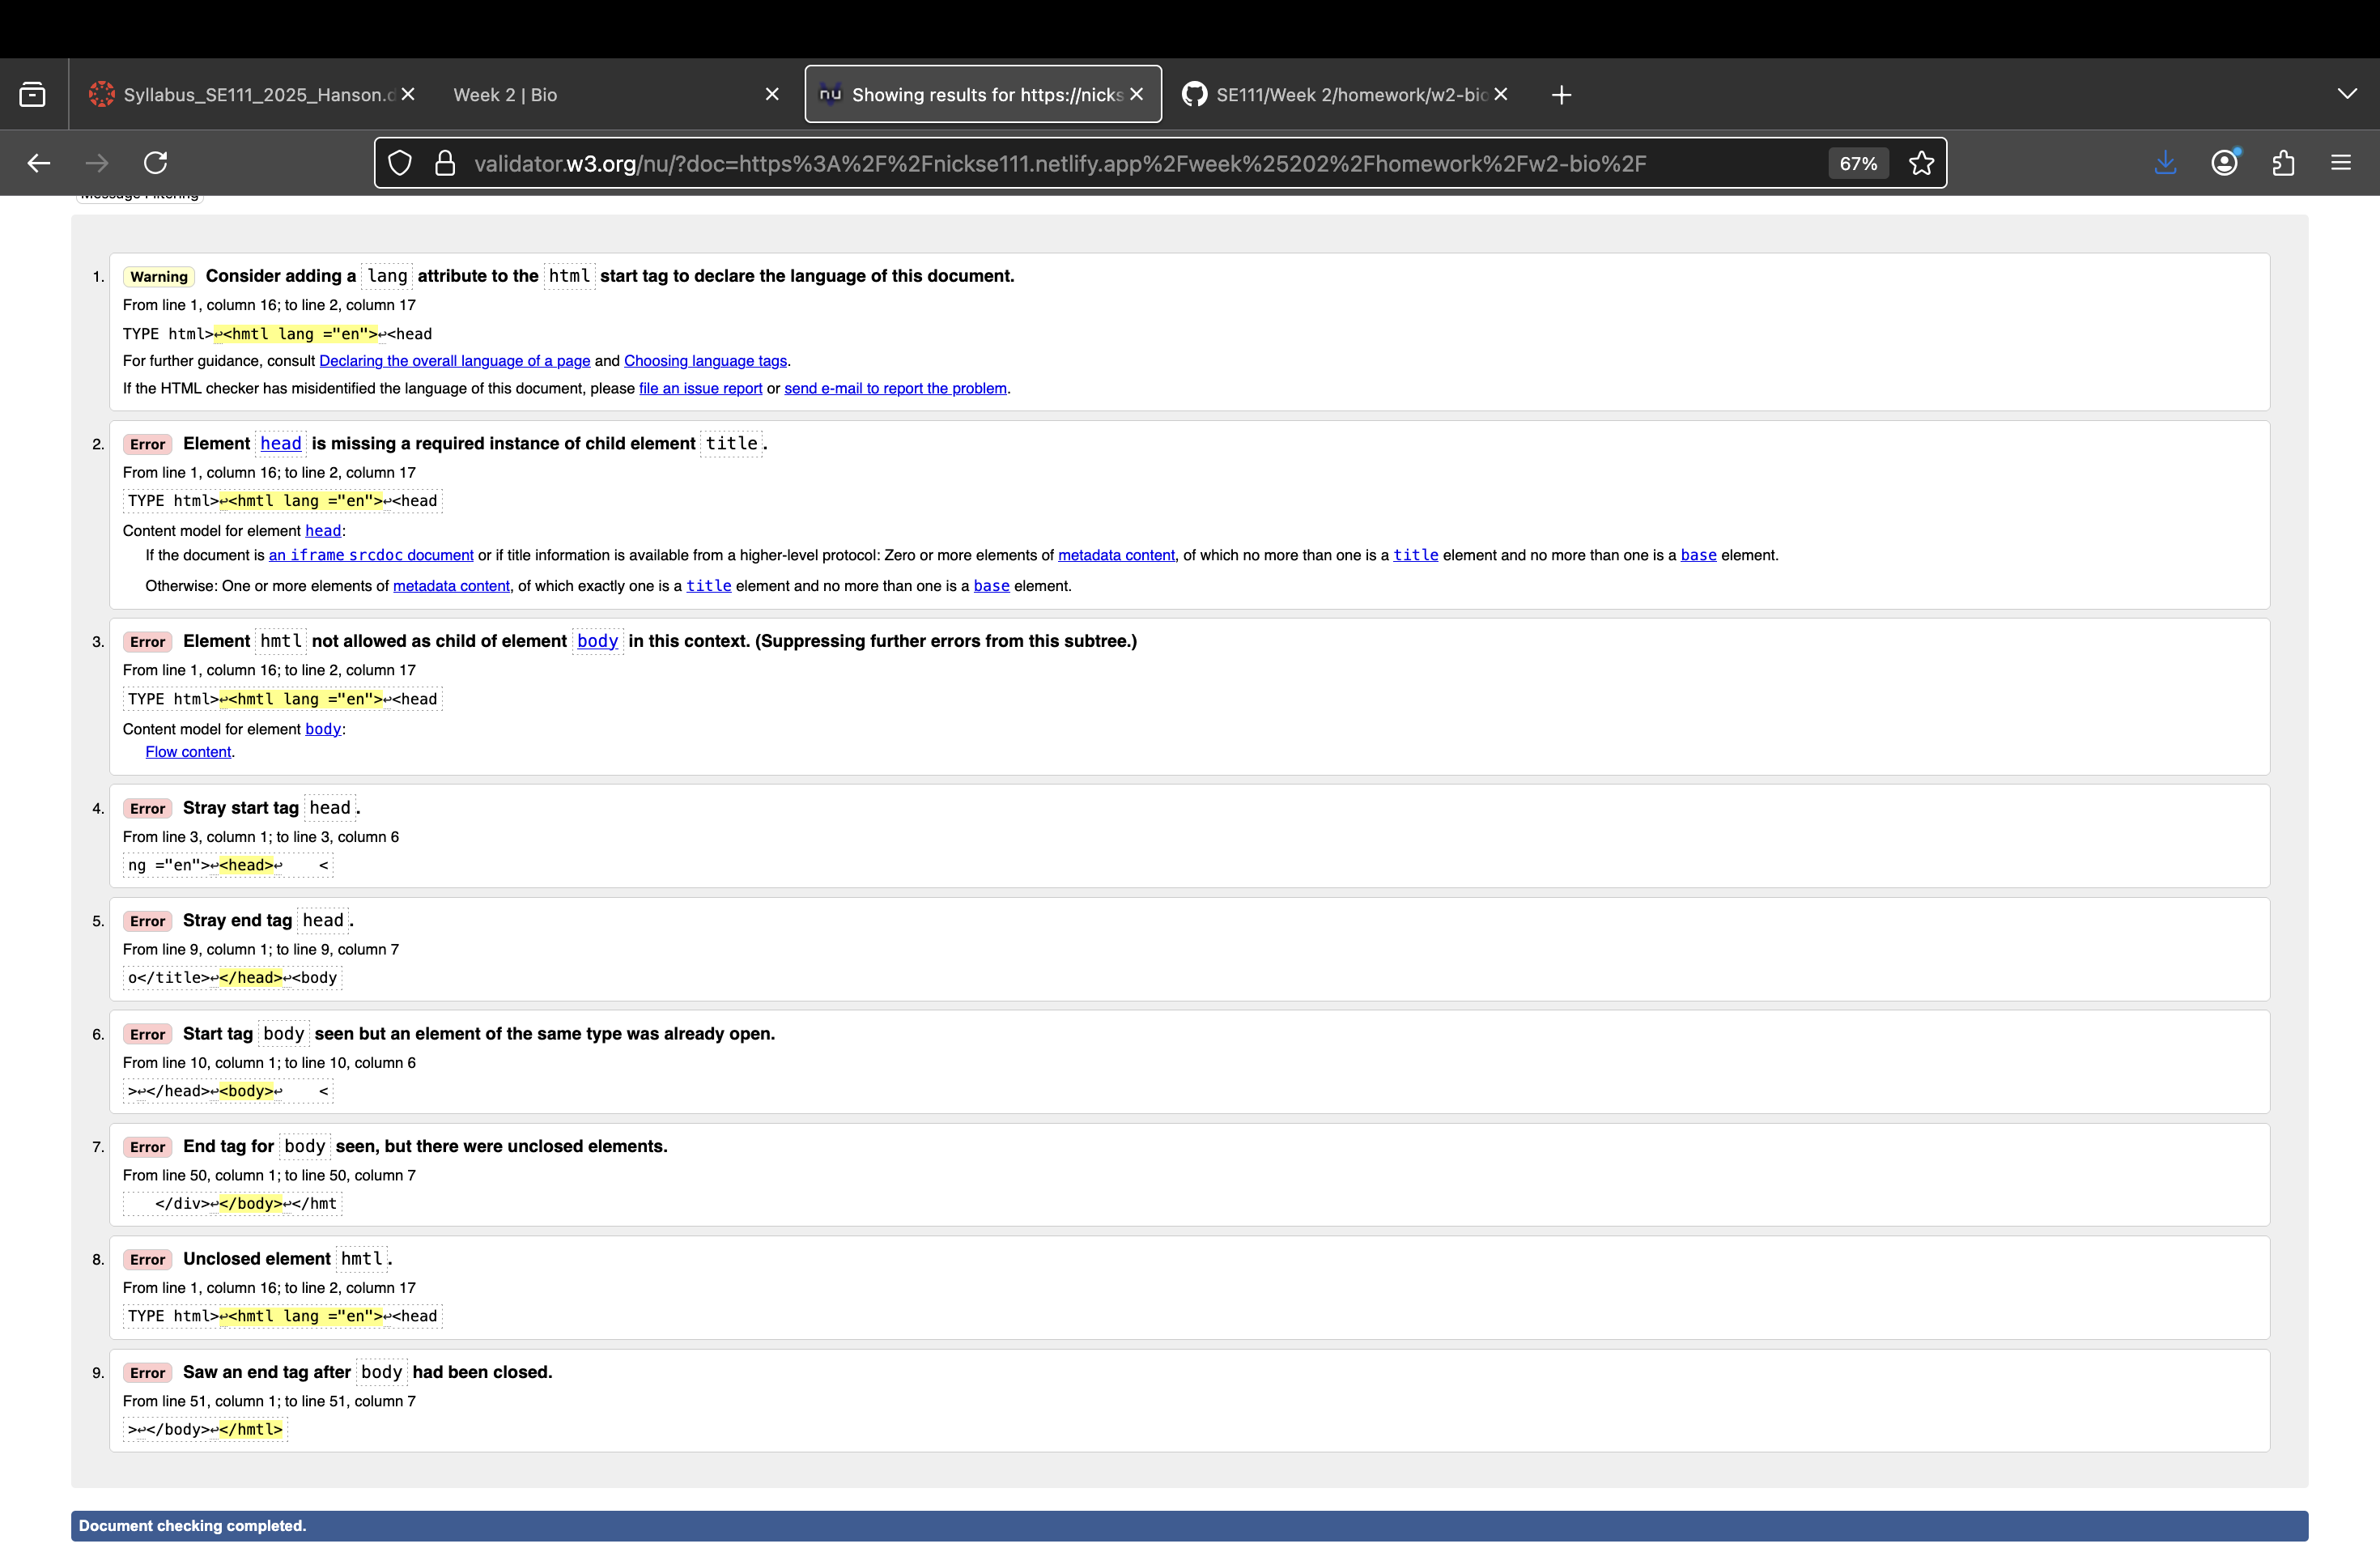 Syllabus_SE111_2025_Hanson.d
Week 2 | Bio
nu Showing results for https://nicks
SE111/Week 2/homework/w2-bio
validator.w3.org/nu/?doc=https%3A%2F%2Fnickse111.netlify.app%2Fweek%25202%2Fhomework%2Fw2-bio%2F
67%
Message Filtering
1. Warning Consider adding a lang attribute to the html start tag to declare the language of this document.
From line 1, column 16; to line 2, column 17
TYPE html>↩<hmtl lang ="en">↩<head
For further guidance, consult Declaring the overall language of a page and Choosing language tags.
If the HTML checker has misidentified the language of this document, please file an issue report or send e-mail to report the problem.
2. Error Element head is missing a required instance of child element title.
From line 1, column 16; to line 2, column 17
TYPE html>↩<hmtl lang ="en">↩<head
Content model for element head:
If the document is an iframe srcdoc document or if title information is available from a higher-level protocol: Zero or more elements of metadata content, of which no more than one is a title element and no more than one is a base element.
Otherwise: One or more elements of metadata content, of which exactly one is a title element and no more than one is a base element.
3. Error Element hmtl not allowed as child of element body in this context. (Suppressing further errors from this subtree.)
From line 1, column 16; to line 2, column 17
TYPE html>↩<hmtl lang ="en">↩<head
Content model for element body:
Flow content.
4. Error Stray start tag head.
From line 3, column 1; to line 3, column 6
ng ="en">↩<head>↩    <
5. Error Stray end tag head.
From line 9, column 1; to line 9, column 7
o</title>↩</head>↩<body
6. Error Start tag body seen but an element of the same type was already open.
From line 10, column 1; to line 10, column 6
>↩</head>↩<body>↩    <
7. Error End tag for body seen, but there were unclosed elements.
From line 50, column 1; to line 50, column 7
</div>↩</body>↩</hmt
8. Error Unclosed element hmtl.
From line 1, column 16; to line 2, column 17
TYPE html>↩<hmtl lang ="en">↩<head
9. Error Saw an end tag after body had been closed.
From line 51, column 1; to line 51, column 7
>↩</body>↩</hmtl>
Document checking completed.